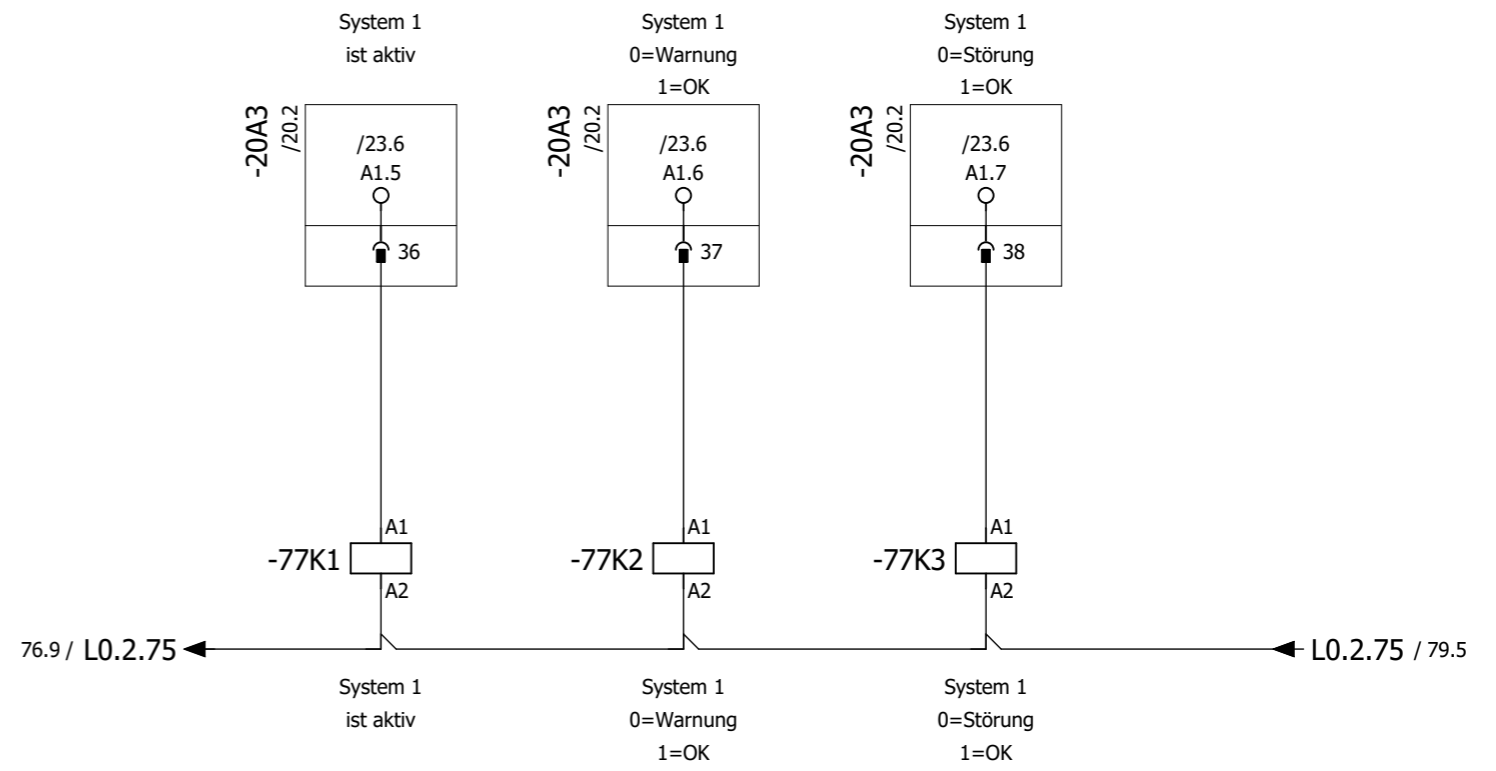 System 1
ist aktiv
System 1
0=Warnung
1=OK
System 1
0=Störung
1=OK
-20A3
/20.2
/23.6
A1.5
36
-20A3
/20.2
/23.6
A1.6
37
-20A3
/20.2
/23.6
A1.7
38
A1
-77K1
A2
A1
-77K2
A2
A1
-77K3
A2
76.9 / L0.2.75
L0.2.75 / 79.5
System 1
ist aktiv
System 1
0=Warnung
1=OK
System 1
0=Störung
1=OK